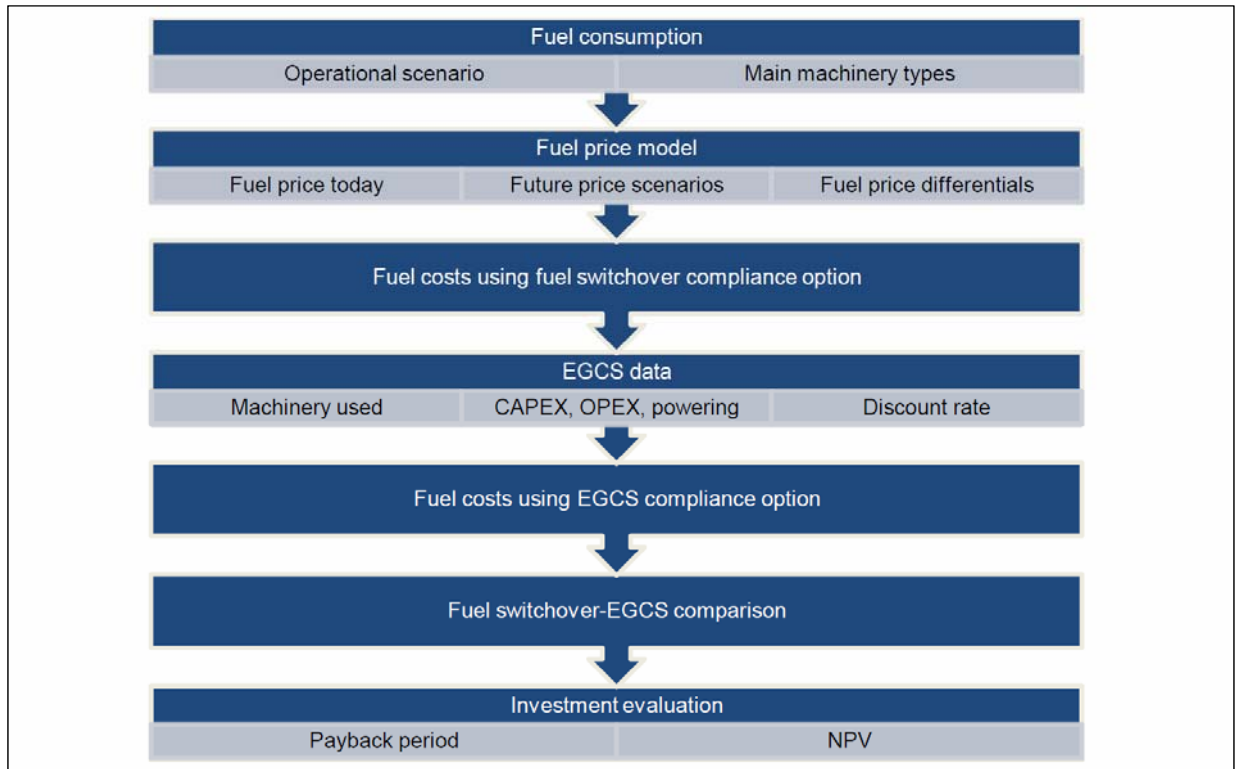 Fuel consumption
Operational scenario Main machinery types
Fuel price model
Fuel price today Future price scenarios Fuel price differentials
Fuel costs using fuel switchover compliance option
EGCS data
Machinery used CAPEX, OPEX, powering Discount rate
Fuel costs using EGCS compliance option
Fuel switchover-EGCS comparison
Investment evaluation
Payback period NPV